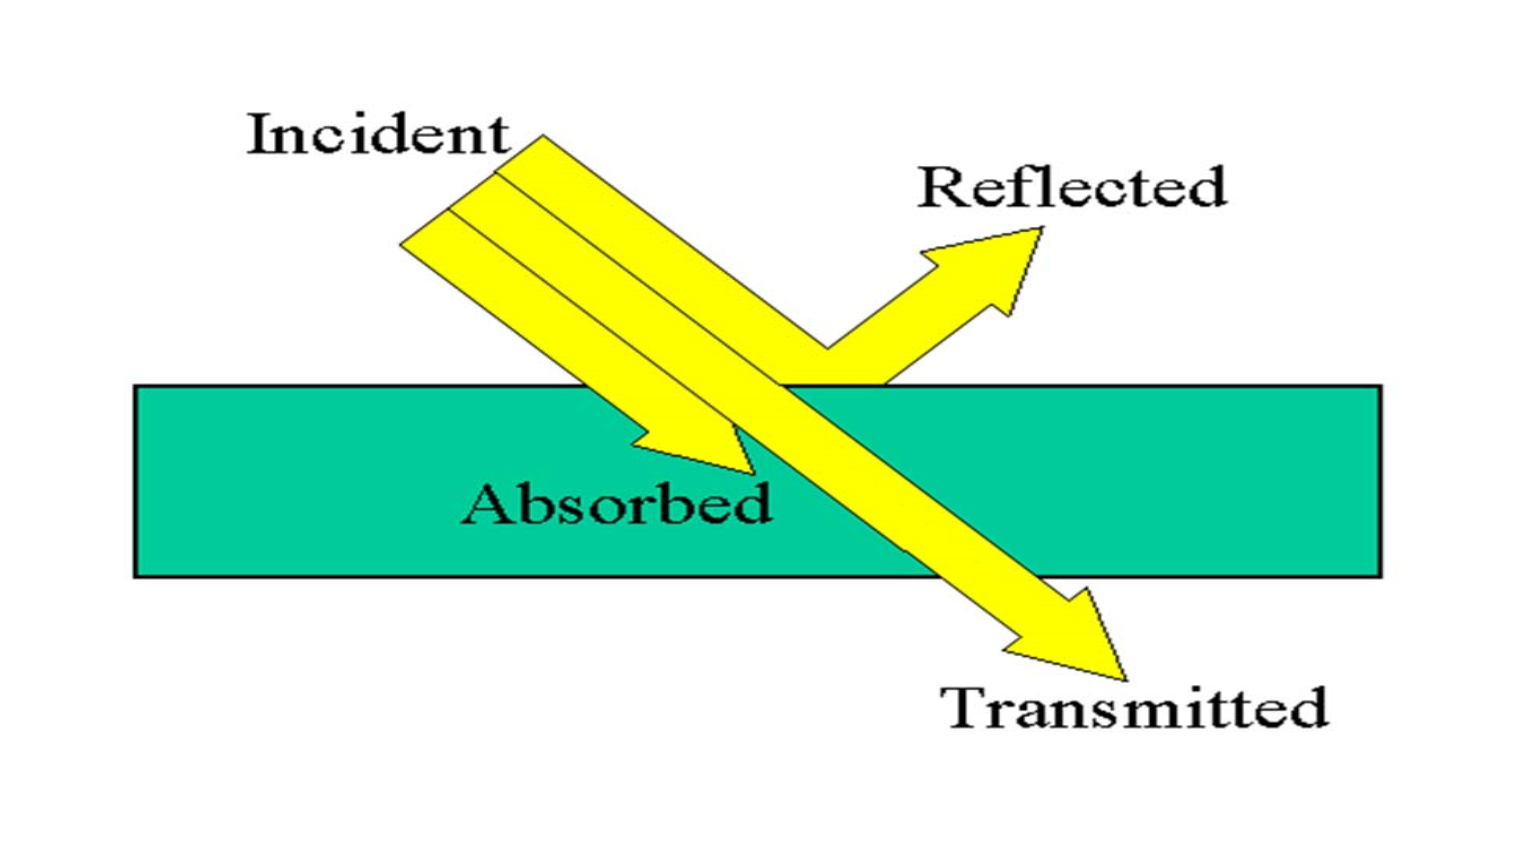 Incident
Reflected
Absorbed
Transmitted